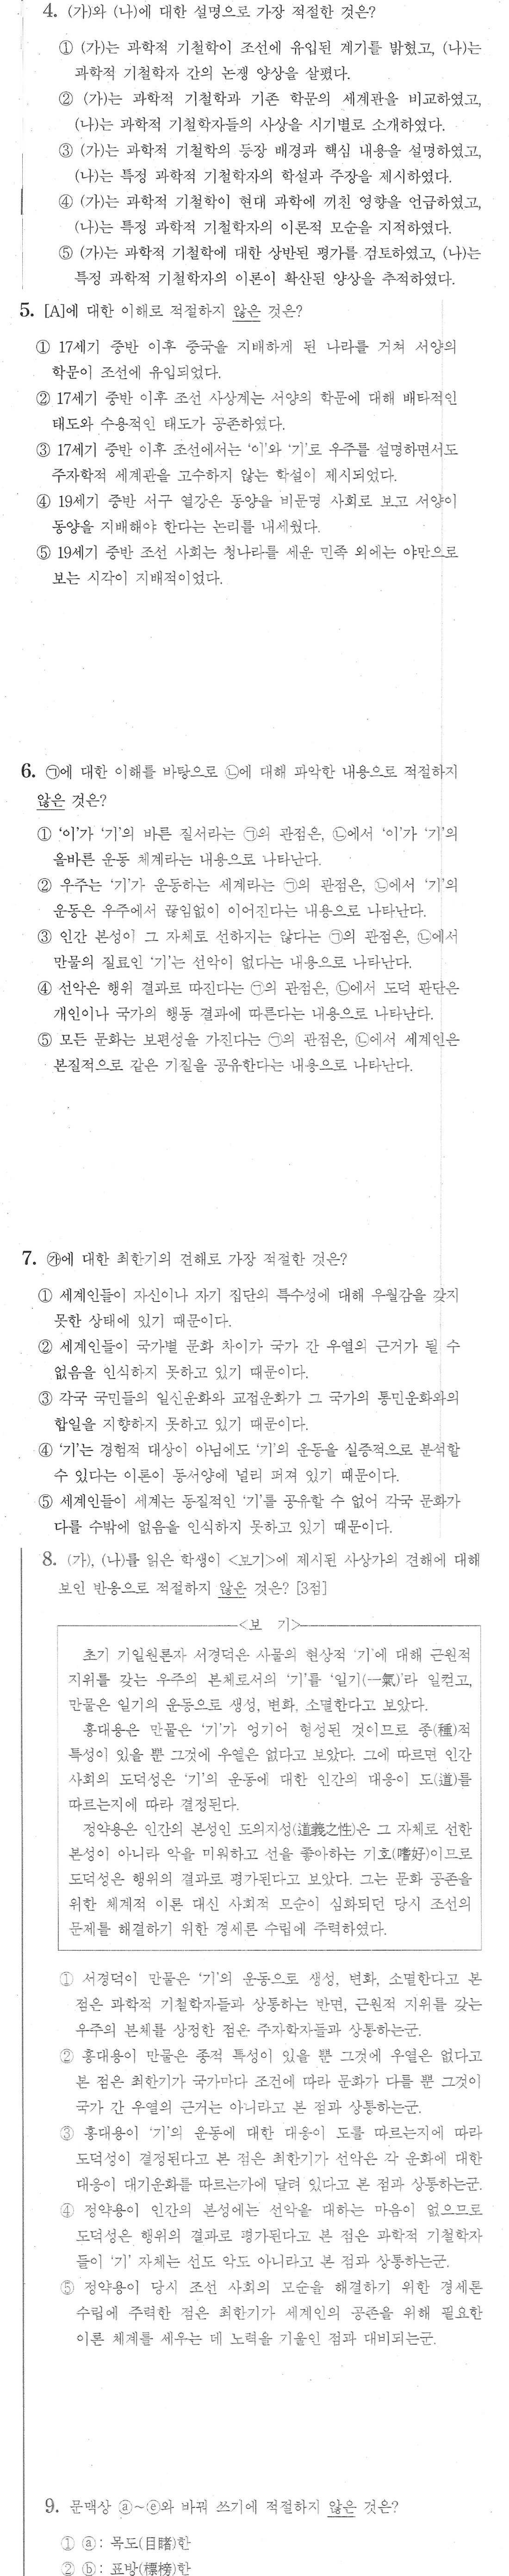 4. (가)와 (나)에 대한 설명으로 가장 적절한 것은?
① (가)는 과학적 기철학이 조선에 유입된 계기를 밝혔고, (나)는
과학적 기철학자 간의 논쟁 양상을 살폈다.
② (가)는 과학적 기철학과 기존 학문의 세계관을 비교하였고,
(나)는 과학적 기철학자들의 사상을 시기별로 소개하였다.
③ (가)는 과학적 기철학의 등장 배경과 핵심 내용을 설명하였고,
(나)는 특정 과학적 기철학자의 학설과 주장을 제시하였다.
④ (가)는 과학적 기철학이 현대 과학에 끼친 영향을 언급하였고,
(나)는 특정 과학적 기철학자의 이론적 모순을 지적하였다.
⑤ (가)는 과학적 기철학에 대한 상반된 평가를 검토하였고, (나)는
특정 과학적 기철학자의 이론이 확산된 양상을 추적하였다.
5. [A]에 대한 이해로 적절하지 않은 것은?
① 17세기 중반 이후 중국을 지배하게 된 나라를 거쳐 서양의
학문이 조선에 유입되었다.
② 17세기 중반 이후 조선 사상계는 서양의 학문에 대해 배타적인
태도와 수용적인 태도가 공존하였다.
③ 17세기 중반 이후 조선에서는 ‘이’와 ‘기’로 우주를 설명하면서도
주자학적 세계관을 고수하지 않는 학설이 제시되었다.
④ 19세기 중반 서구 열강은 동양을 비문명 사회로 보고 서양이
동양을 지배해야 한다는 논리를 내세웠다.
⑤ 19세기 중반 조선 사회는 청나라를 세운 민족 외에는 야만으로
보는 시각이 지배적이었다.
6. ㉠에 대한 이해를 바탕으로 ㉡에 대해 파악한 내용으로 적절하지
않은 것은?
① ‘이’가 ‘기’의 바른 질서라는 ㉠의 관점은, ㉡에서 ‘이’가 ‘기’의
올바른 운동 체계라는 내용으로 나타난다.
② 우주는 ‘기’가 운동하는 세계라는 ㉠의 관점은, ㉡에서 ‘기’의
운동은 우주에서 끊임없이 이어진다는 내용으로 나타난다.
③ 인간 본성이 그 자체로 선하지는 않다는 ㉠의 관점은, ㉡에서
만물의 질료인 ‘기’는 선악이 없다는 내용으로 나타난다.
④ 선악은 행위 결과로 따진다는 ㉠의 관점은, ㉡에서 도덕 판단은
개인이나 국가의 행동 결과에 따른다는 내용으로 나타난다.
⑤ 모든 문화는 보편성을 가진다는 ㉠의 관점은, ㉡에서 세계인은
본질적으로 같은 기질을 공유한다는 내용으로 나타난다.
7. ㉮에 대한 최한기의 견해로 가장 적절한 것은?
① 세계인들이 자신이나 자기 집단의 특수성에 대해 우월감을 갖지
못한 상태에 있기 때문이다.
② 세계인들이 국가별 문화 차이가 국가 간 우열의 근거가 될 수
없음을 인식하지 못하고 있기 때문이다.
③ 각국 국민들의 일신운화와 교접운화가 그 국가의 통민운화와의
합일을 지향하지 못하고 있기 때문이다.
④ ‘기’는 경험적 대상이 아님에도 ‘기’의 운동을 실증적으로 분석할
수 있다는 이론이 동서양에 널리 퍼져 있기 때문이다.
⑤ 세계인들이 세계는 동질적인 ‘기’를 공유할 수 없어 각국 문화가
다를 수밖에 없음을 인식하지 못하고 있기 때문이다.
8. (가), (나)를 읽은 학생이 <보기>에 제시된 사상가의 견해에 대해
보인 반응으로 적절하지 않은 것은? [3점]
<보 기>
초기 기일원론자 서경덕은 사물의 현상적 ‘기’에 대해 근원적
지위를 갖는 우주의 본체로서의 ‘기’를 ‘일기(一氣)’라 일컫고,
만물은 일기의 운동으로 생성, 변화, 소멸한다고 보았다.
홍대용은 만물은 ‘기’가 엉기어 형성된 것이므로 종(種)적
특성이 있을 뿐 그것에 우열은 없다고 보았다. 그에 따르면 인간
사회의 도덕성은 ‘기’의 운동에 대한 인간의 대응이 도(道)를
따르는지에 따라 결정된다.
정약용은 인간의 본성인 도의지성(道義之性)은 그 자체로 선한
본성이 아니라 악을 미워하고 선을 좋아하는 기호(嗜好)이므로
도덕성은 행위의 결과로 평가된다고 보았다. 그는 문화 공존을
위한 체계적 이론 대신 사회적 모순이 심화되던 당시 조선의
문제를 해결하기 위한 경세론 수립에 주력하였다.
① 서경덕이 만물은 ‘기’의 운동으로 생성, 변화, 소멸한다고 본
점은 과학적 기철학자들과 상통하는 반면, 근원적 지위를 갖는
우주의 본체를 상정한 점은 주자학자들과 상통하는군.
② 홍대용이 만물은 종적 특성이 있을 뿐 그것에 우열은 없다고
본 점은 최한기가 국가마다 조건에 따라 문화가 다를 뿐 그것이
국가 간 우열의 근거는 아니라고 본 점과 상통하는군.
③ 홍대용이 ‘기’의 운동에 대한 대응이 도를 따르는지에 따라
도덕성이 결정된다고 본 점은 최한기가 선악은 각 운화에 대한
대응이 대기운화를 따르는가에 달려 있다고 본 점과 상통하는군.
④ 정약용이 인간의 본성에는 선악을 대하는 마음이 없으므로
도덕성은 행위의 결과로 평가된다고 본 점은 과학적 기철학자
들이 ‘기’ 자체는 선도 악도 아니라고 본 점과 상통하는군.
⑤ 정약용이 당시 조선 사회의 모순을 해결하기 위한 경세론
수립에 주력한 점은 최한기가 세계인의 공존을 위해 필요한
이론 체계를 세우는 데 노력을 기울인 점과 대비되는군.
9. 문맥상 ⓐ~ⓔ와 바꿔 쓰기에 적절하지 않은 것은?
① ⓐ: 목도(目睹)한
② ⓑ: 표방(標榜)한